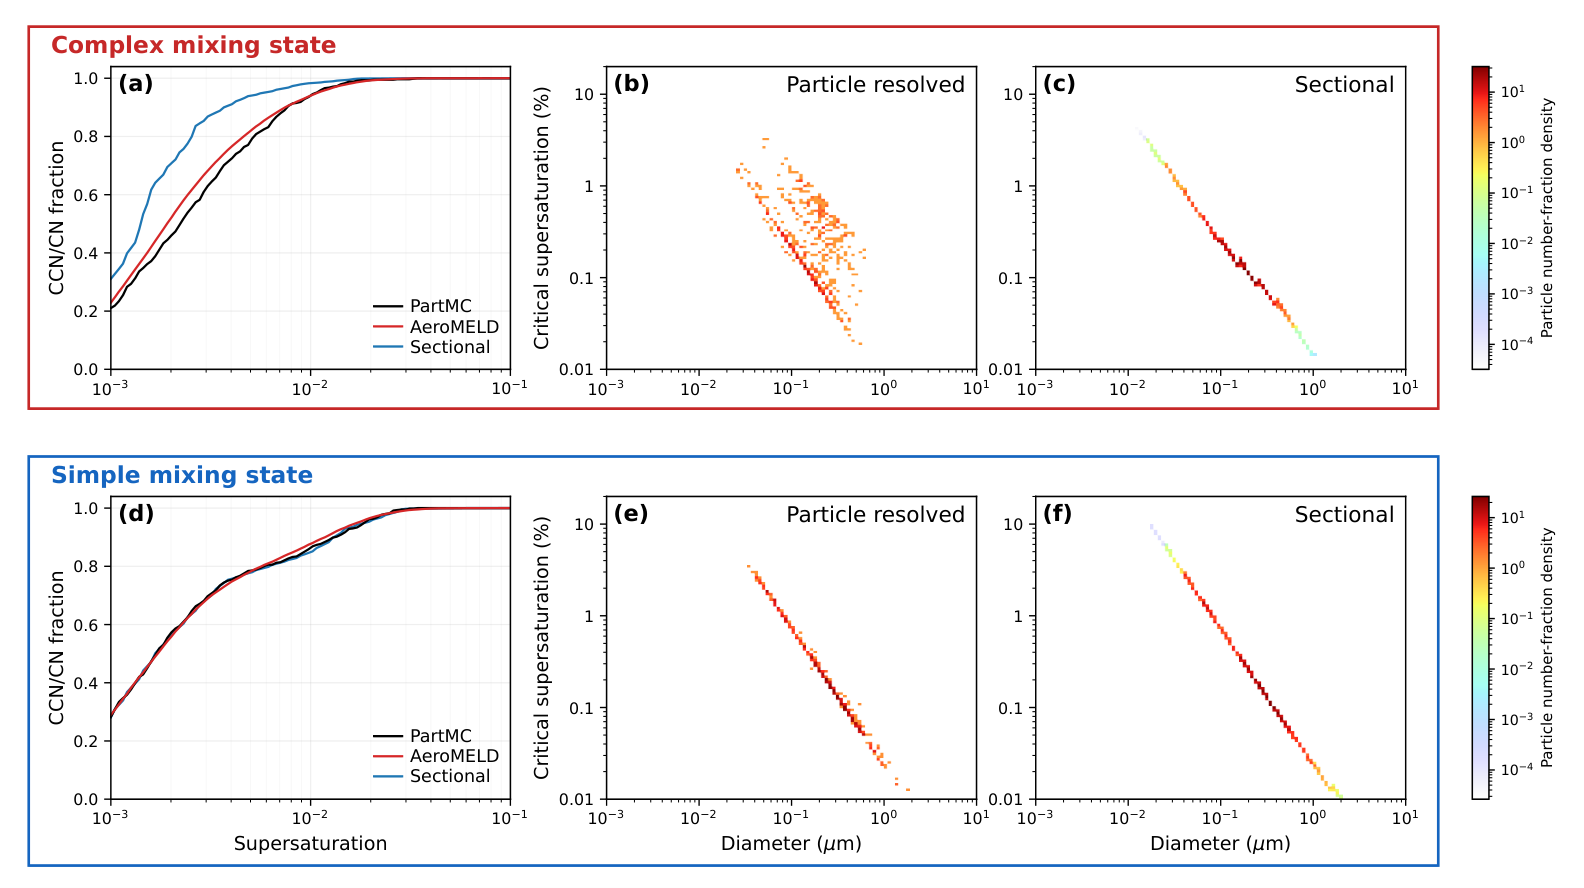 Complex mixing state
(a)
CCN/CN fraction
1.0
0.8
0.6
0.4
0.2
0.0
10⁻³ 10⁻² 10⁻¹
PartMC
AeroMELD
Sectional
(b) Particle resolved
Critical supersaturation (%)
10
1
0.1
0.01
10⁻³ 10⁻² 10⁻¹ 10⁰ 10¹
(c) Sectional
10
1
0.1
0.01
10⁻³ 10⁻² 10⁻¹ 10⁰ 10¹
10¹
10⁰
10⁻¹
10⁻²
10⁻³
10⁻⁴
Particle number-fraction density
Simple mixing state
(d)
CCN/CN fraction
1.0
0.8
0.6
0.4
0.2
0.0
10⁻³ 10⁻² 10⁻¹
Supersaturation
PartMC
AeroMELD
Sectional
(e) Particle resolved
Critical supersaturation (%)
10
1
0.1
0.01
10⁻³ 10⁻² 10⁻¹ 10⁰ 10¹
Diameter (μm)
(f) Sectional
10
1
0.1
0.01
10⁻³ 10⁻² 10⁻¹ 10⁰ 10¹
Diameter (μm)
10¹
10⁰
10⁻¹
10⁻²
10⁻³
10⁻⁴
Particle number-fraction density